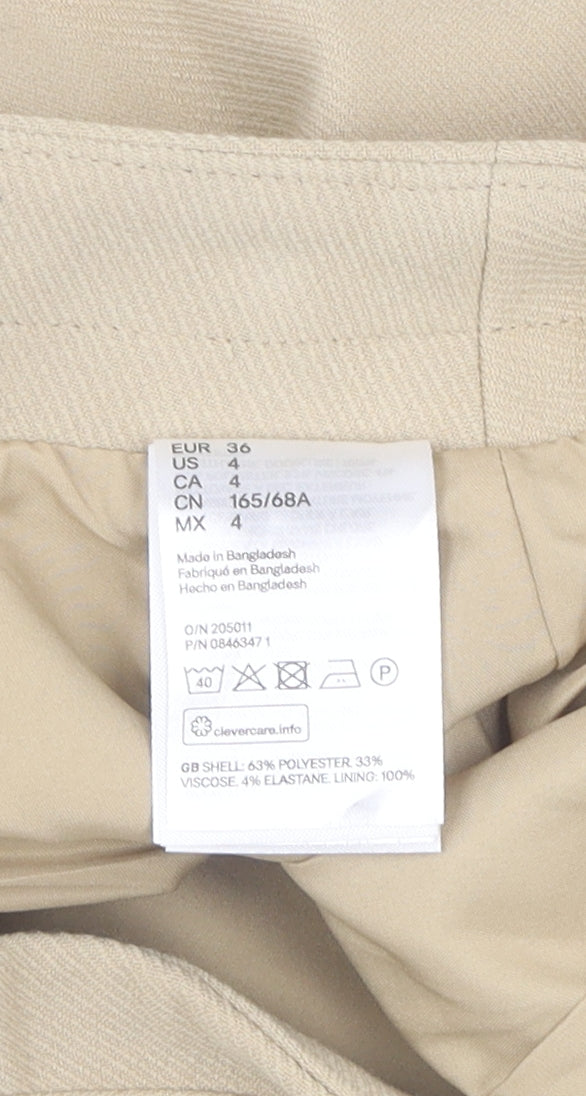 EUR 36
US 4
CA 4
CN 165/68A
MX 4
Made in Bangladesh
Fabriqué en Bangladesh
Hecho en Bangladesh
O/N 205011
P/N 0846347 1
40
P
clevercare.info
GB SHELL: 63% POLYESTER. 33%
VISCOSE. 4% ELASTANE. LINING: 100%